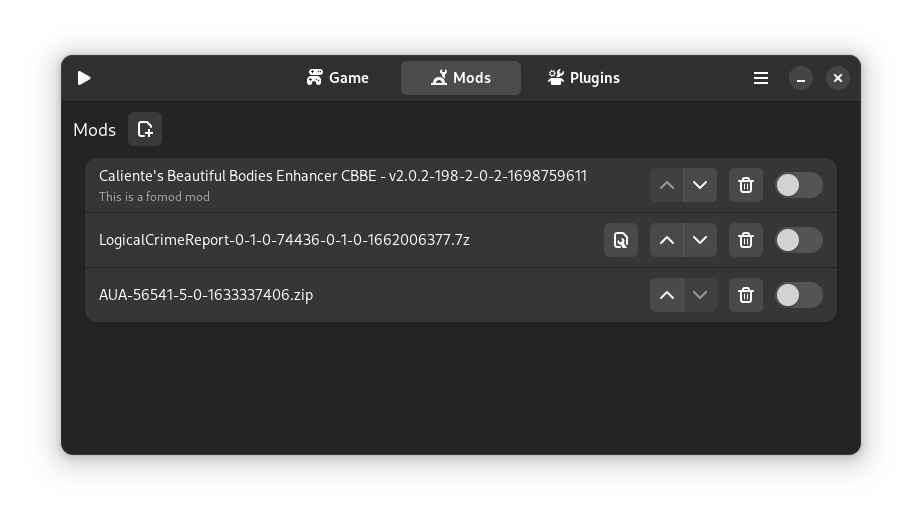 Game
Mods
Plugins
Mods
Caliente's Beautiful Bodies Enhancer CBBE - v2.0.2-198-2-0-2-1698759611
This is a fomod mod
LogicalCrimeReport-0-1-0-74436-0-1-0-1662006377.7z
AUA-56541-5-0-1633337406.zip